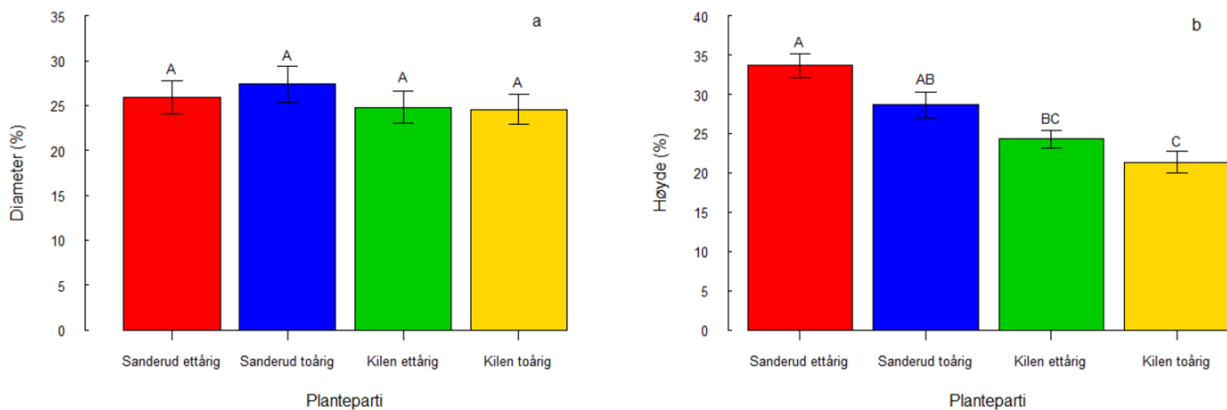 a
Diameter (%)
35
30
25
20
15
10
5
0
A
A
A
A
Sanderud ettårig
Sanderud toårig
Kilen ettårig
Kilen toårig
Planteparti
b
Høyde (%)
40
35
30
25
20
15
10
5
0
A
AB
BC
C
Sanderud ettårig
Sanderud toårig
Kilen ettårig
Kilen toårig
Planteparti